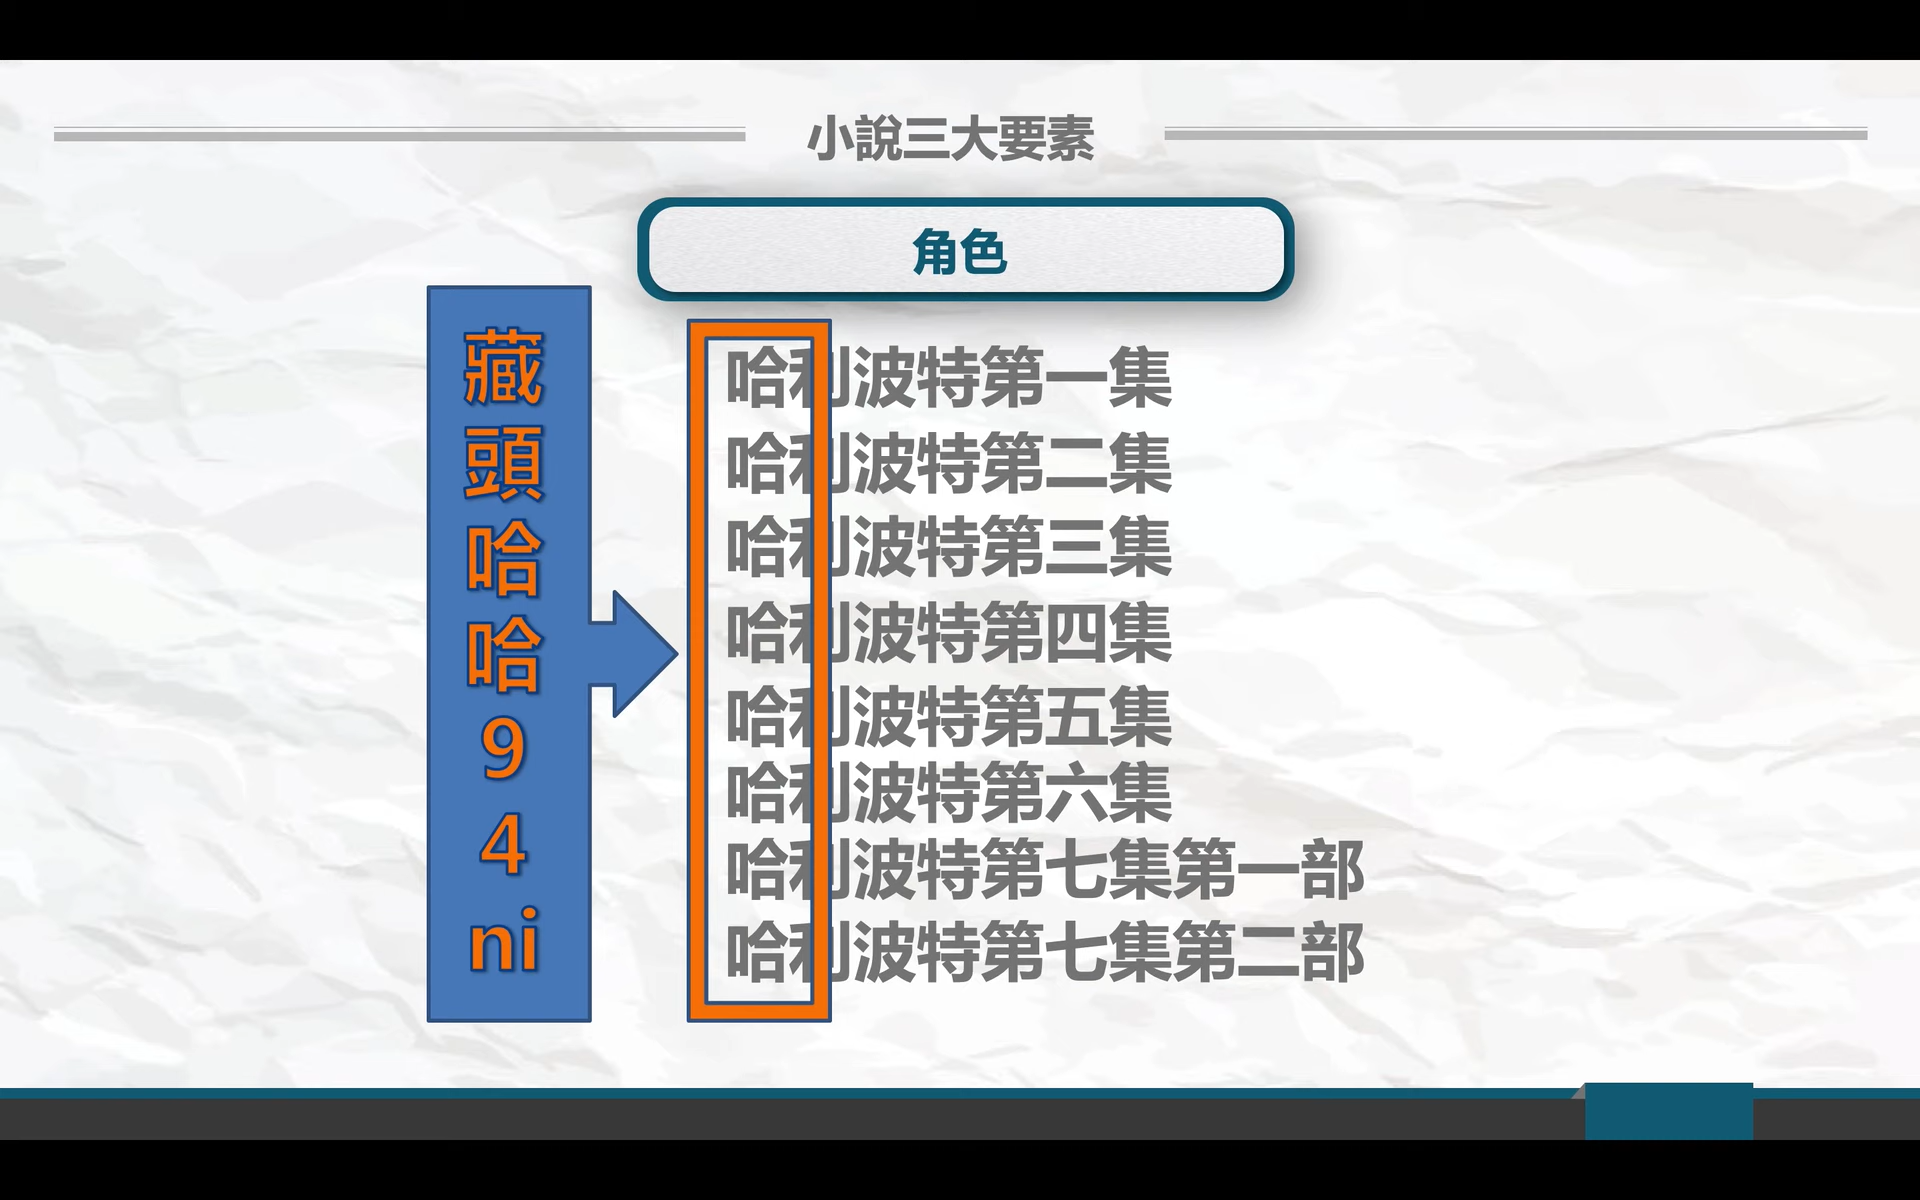 小說三大要素
角色
藏頭哈哈94ni
哈利波特第一集
哈利波特第二集
哈利波特第三集
哈利波特第四集
哈利波特第五集
哈利波特第六集
哈利波特第七集第一部
哈利波特第七集第二部